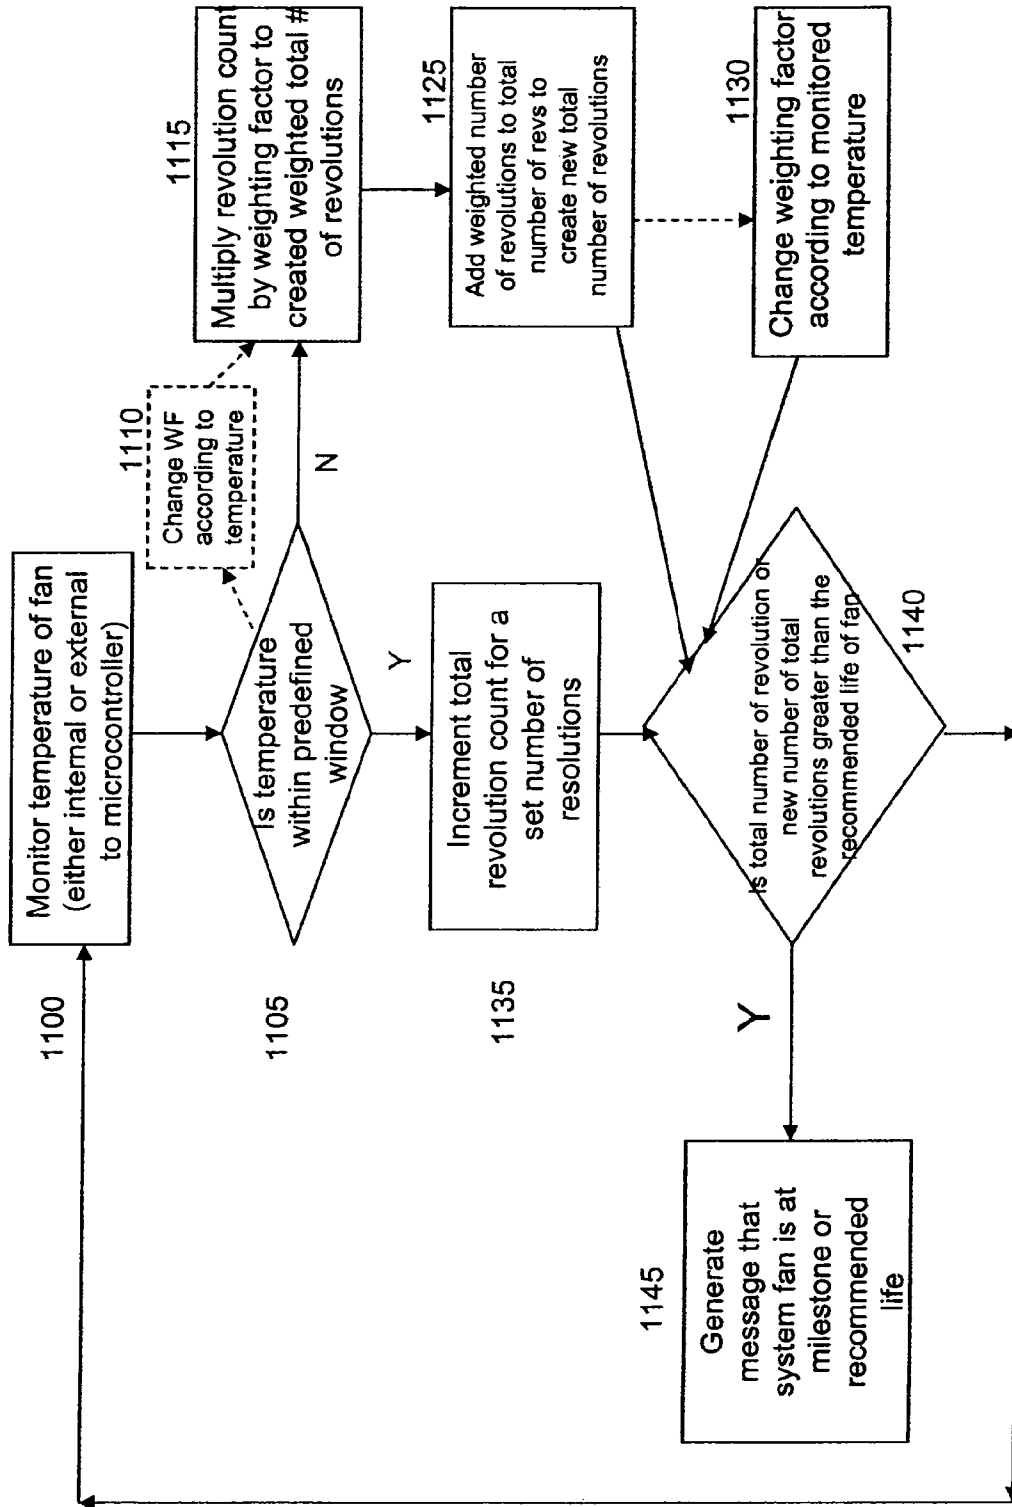 1100
Monitor temperature of fan
(either internal or external
to microcontroller)
1105
Is temperature
within predefined
window
1110
Change WF
according to
temperature
N
1115
Multiply revolution count
by weighting factor to
created weighted total #
of revolutions
1125
Add weighted number
of revolutions to total
number of revs to
create new total
number of revolutions
1130
Change weighting factor
according to monitored
temperature
Y
1135
Increment total
revolution count for a
set number of
resolutions
1140
Is total number of revolution or
new number of total
revolutions greater than the
recommended life of fan
Y
1145
Generate
message that
system fan is at
milestone or
recommended
life